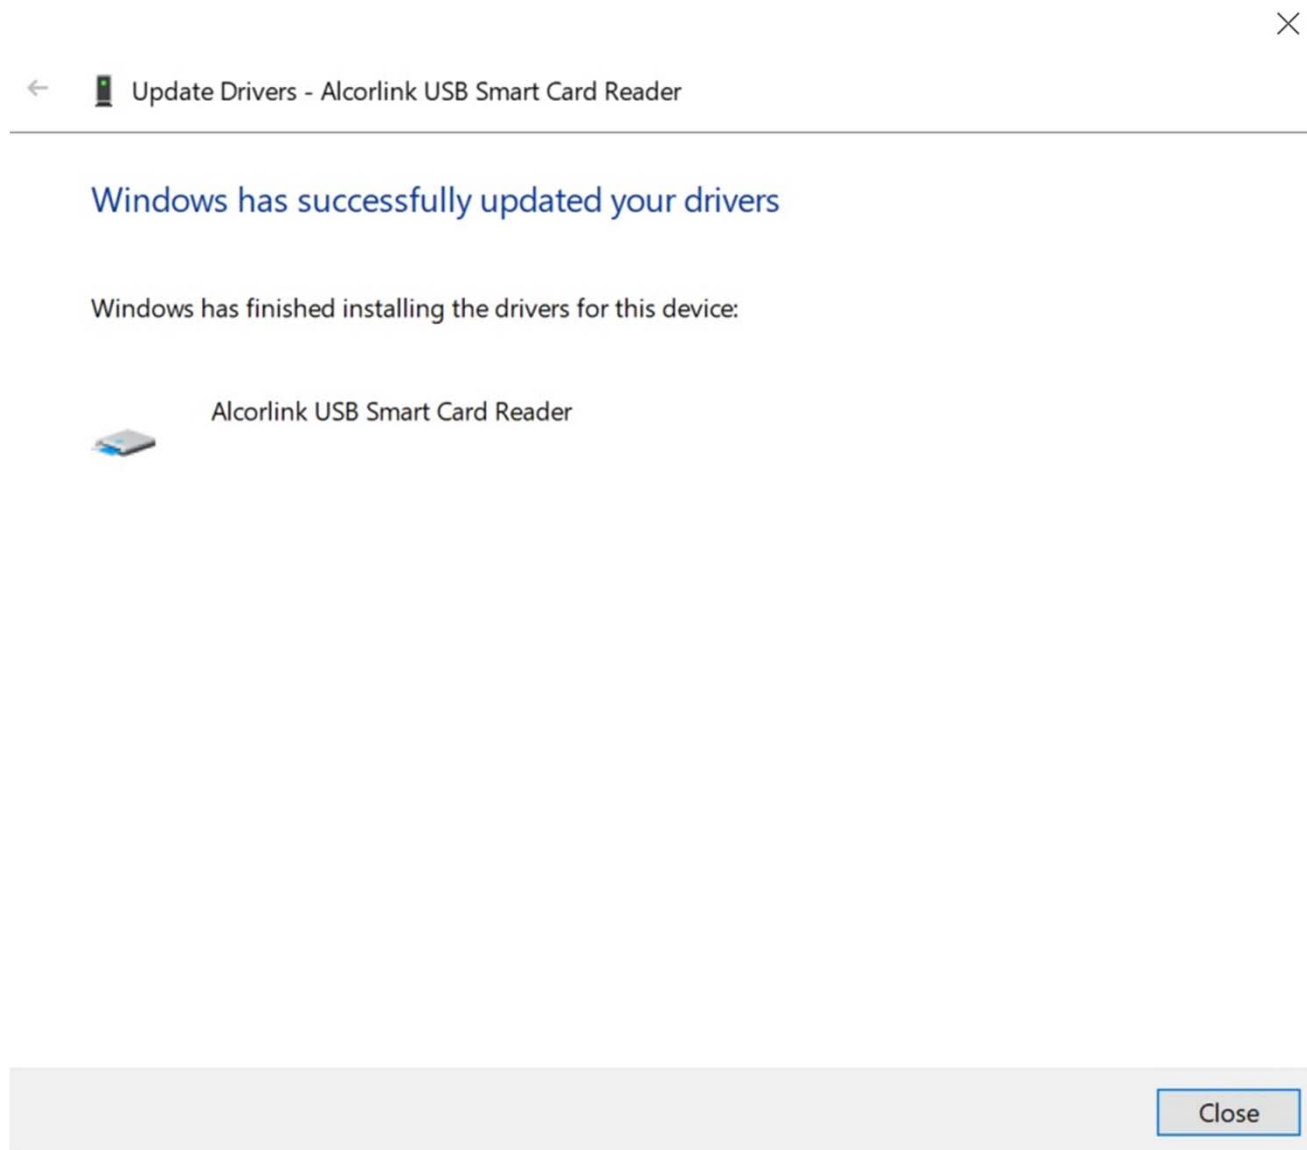 Update Drivers - Alcorlink USB Smart Card Reader
Windows has successfully updated your drivers
Windows has finished installing the drivers for this device:
Alcorlink USB Smart Card Reader
Close